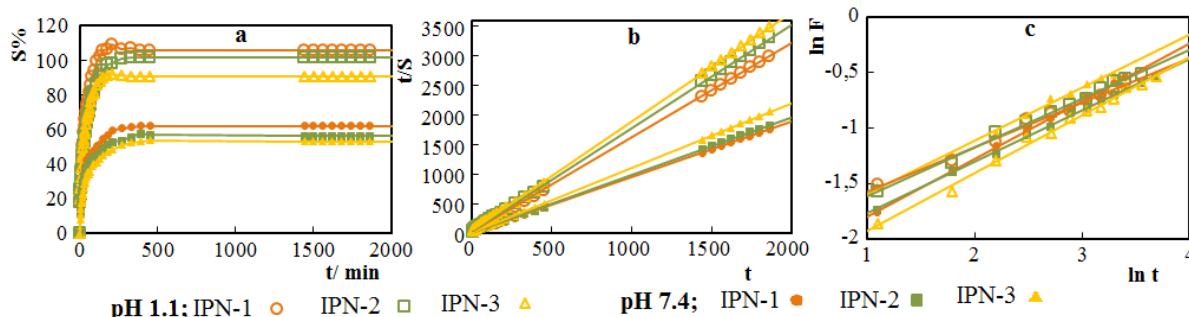 a
S%
120
100
80
60
40
20
0
0 500 1000 1500 2000
t/ min
b
t/S
3500
3000
2500
2000
1500
1000
500
0
0 500 1000 1500 2000
t
c
ln F
0
-0.5
-1
-1.5
-2
1 2 3 4
ln t
pH 1.1; IPN-1 IPN-2 IPN-3 pH 7.4; IPN-1 IPN-2 IPN-3